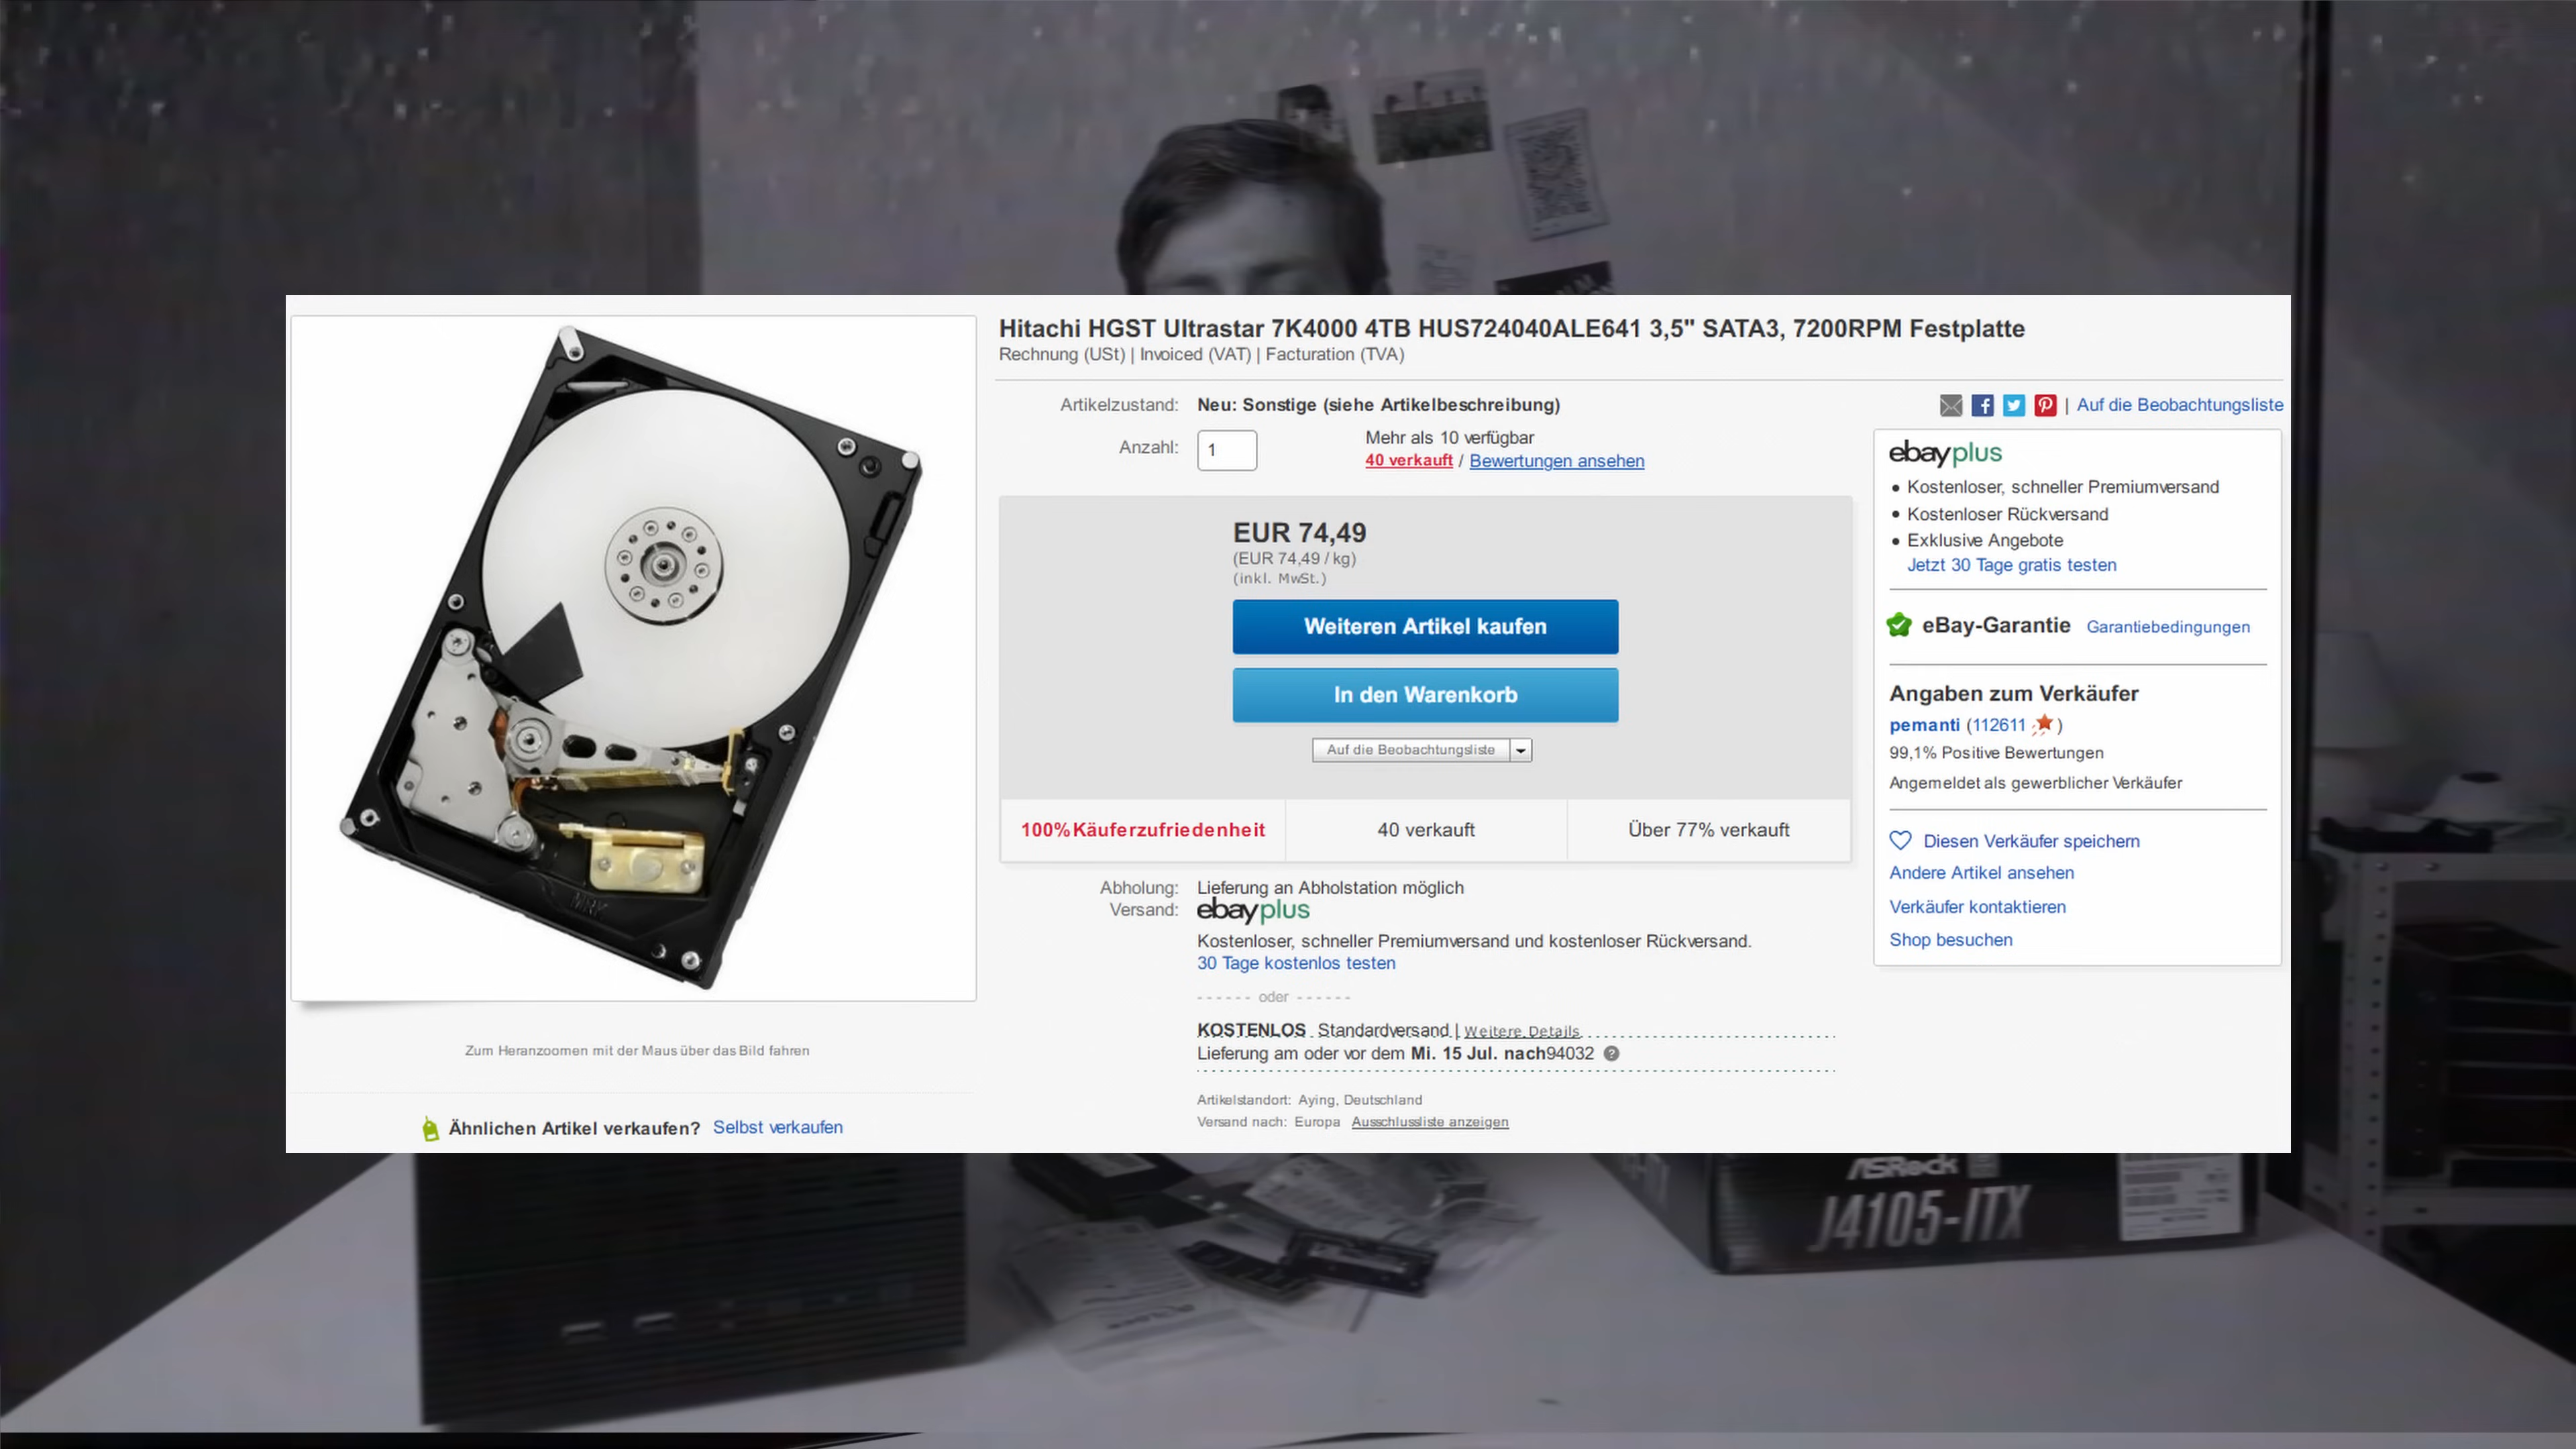 Hitachi HGST Ultrastar 7K4000 4TB HUS724040ALE641 3,5" SATA3, 7200RPM Festplatte
Rechnung (USt) | Invoiced (VAT) | Facturation (TVA)
Artikelzustand: Neu: Sonstige (siehe Artikelbeschreibung)
| Auf die Beobachtungsliste
Anzahl: 1
Mehr als 10 verfügbar
40 verkauft / Bewertungen ansehen
EUR 74,49
(EUR 74,49 / kg)
(inkl. MwSt.)
Weiteren Artikel kaufen
In den Warenkorb
Auf die Beobachtungsliste
100% Käuferzufriedenheit
40 verkauft
Über 77% verkauft
Abholung: Lieferung an Abholstation möglich
Versand: ebayplus
Kostenloser, schneller Premiumversand und kostenloser Rückversand.
30 Tage kostenlos testen
------ oder ------
KOSTENLOS Standardversand | Weitere Details
Lieferung am oder vor dem Mi. 15 Jul. nach94032 ?
Artikelstandort: Aying, Deutschland
Versand nach: Europa Ausschlussliste anzeigen
ebayplus
• Kostenloser, schneller Premiumversand
• Kostenloser Rückversand
• Exklusive Angebote
Jetzt 30 Tage gratis testen
eBay-Garantie Garantiebedingungen
Angaben zum Verkäufer
pemanti (112611 )
99,1% Positive Bewertungen
Angemeldet als gewerblicher Verkäufer
Diesen Verkäufer speichern
Andere Artikel ansehen
Verkäufer kontaktieren
Shop besuchen
Zum Heranzoomen mit der Maus über das Bild fahren
Ähnlichen Artikel verkaufen? Selbst verkaufen
ASRock
J4105-ITX